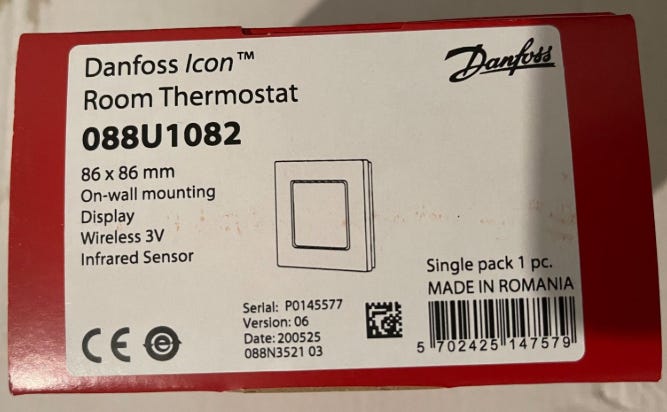 Danfoss Icon™
Room Thermostat
088U1082
86 x 86 mm
On-wall mounting
Display
Wireless 3V
Infrared Sensor
Danfoss
Single pack 1 pc.
MADE IN ROMANIA
Serial: P0145577
Version: 06
Date: 200525
088N3521 03
CE e
5 702425 147579